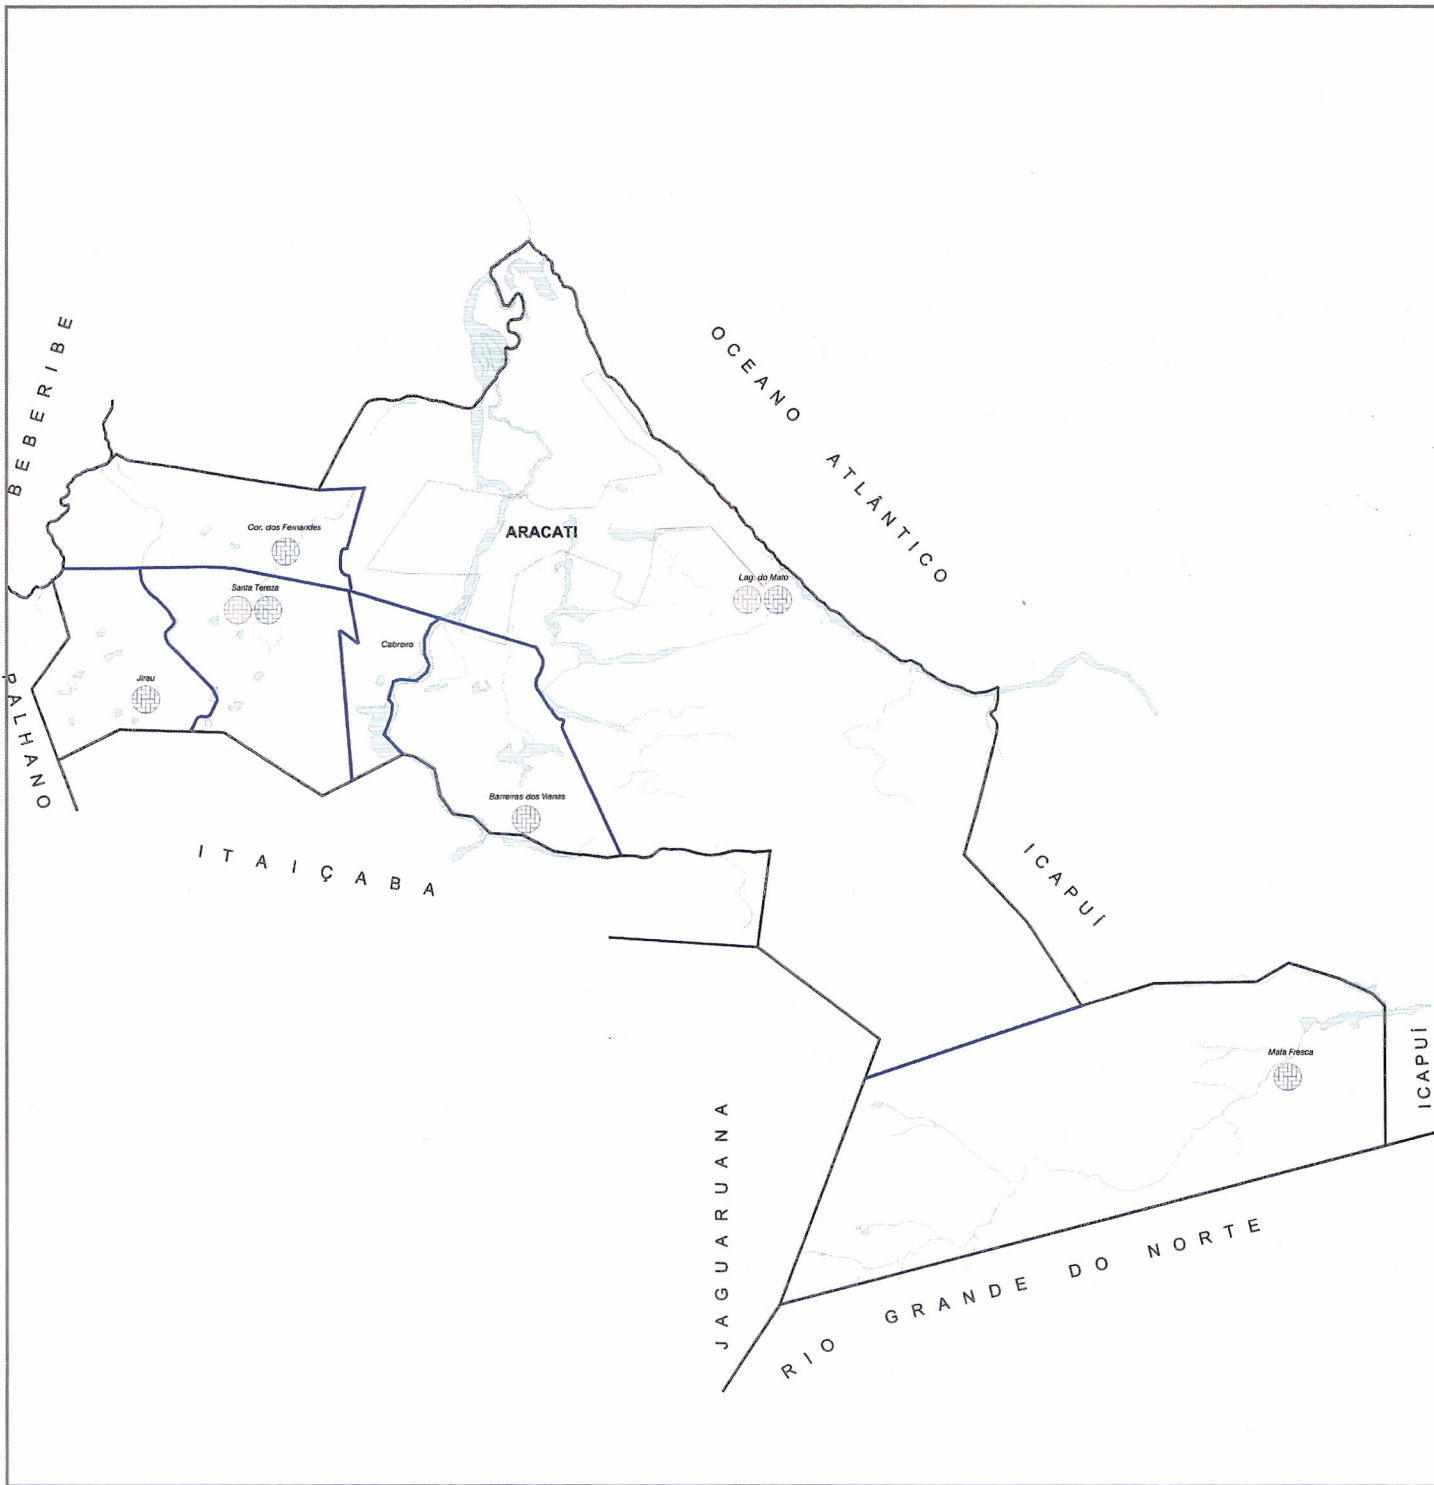 OCEANO ATLÂNTICO
BEBERIBE
Cor. dos Fernandes
ARACATI
Santa Tereza
Lag. do Mato
Cabreiro
Jirau
PALHANO
Barreiras dos Vianas
ITAIÇABA
ICAPUÍ
Mata Fresca
ICAPUÍ
JAGUARUANA
RIO GRANDE DO NORTE